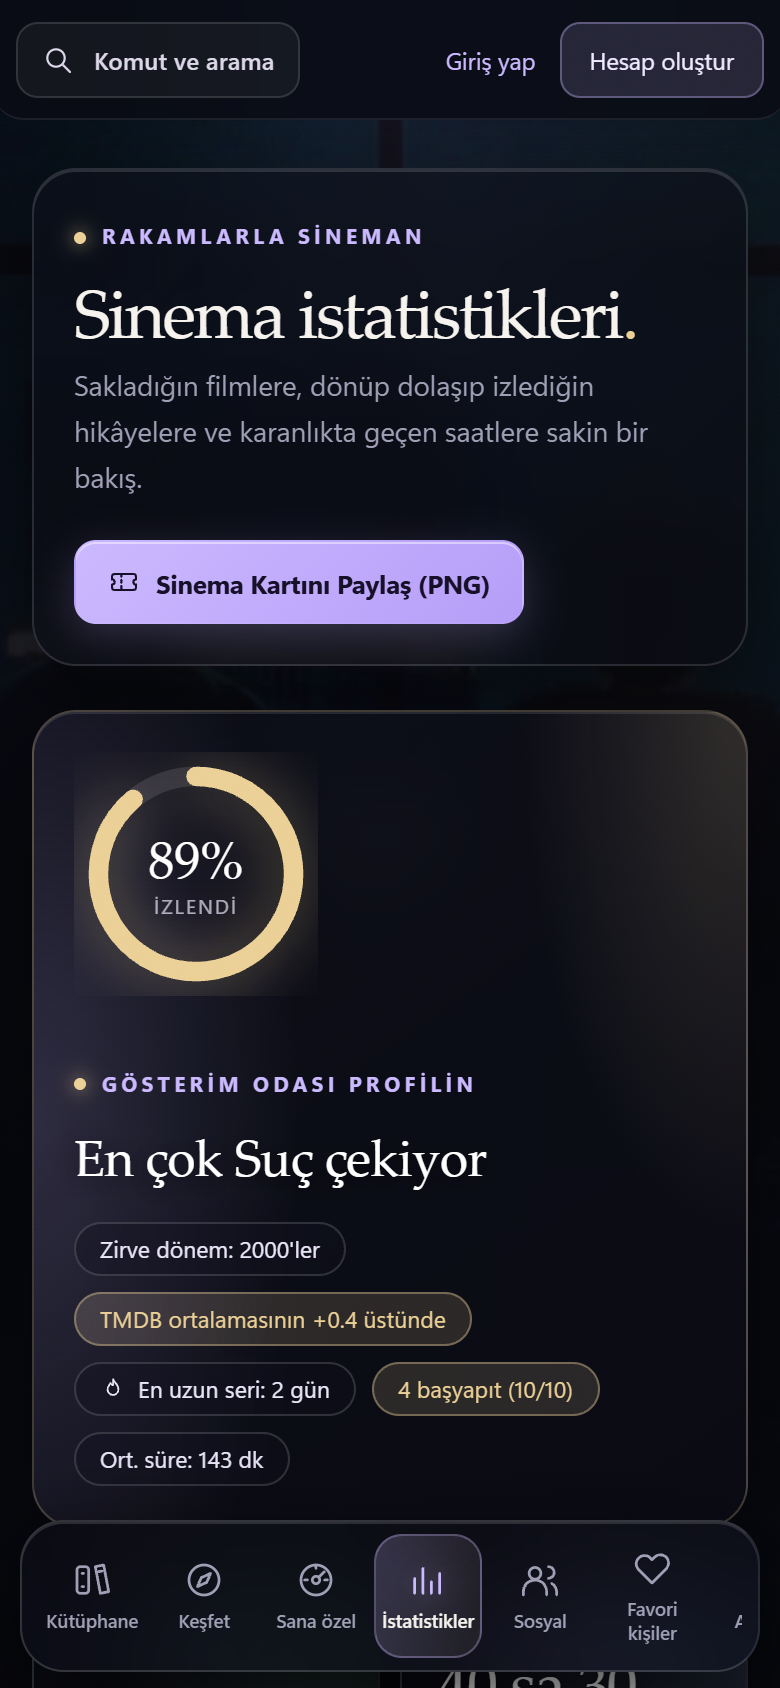 Komut ve arama
Giriş yap
Hesap oluştur
RAKAMLARLA SİNEMAN
Sinema istatistikleri.
Sakladığın filmlere, dönüp dolaşıp izlediğin
hikâyelere ve karanlıkta geçen saatlere sakin bir
bakış.
Sinema Kartını Paylaş (PNG)
89%
İZLENDİ
GÖSTERİM ODASI PROFİLİN
En çok Suç çekiyor
Zirve dönem: 2000'ler
TMDB ortalamasının +0.4 üstünde
En uzun seri: 2 gün
4 başyapıt (10/10)
Ort. süre: 143 dk
Kütüphane
Keşfet
Sana özel
İstatistikler
Sosyal
Favori
kişiler
40 sa 30